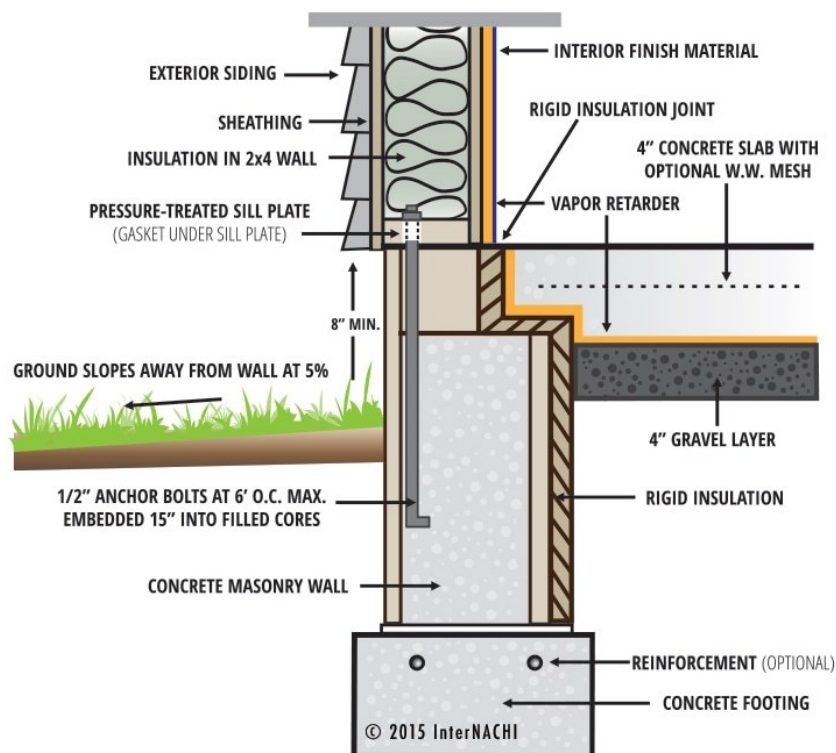 EXTERIOR SIDING
INTERIOR FINISH MATERIAL
SHEATHING
RIGID INSULATION JOINT
INSULATION IN 2x4 WALL
4” CONCRETE SLAB WITH
OPTIONAL W.W. MESH
PRESSURE-TREATED SILL PLATE
(GASKET UNDER SILL PLATE)
VAPOR RETARDER
8” MIN.
GROUND SLOPES AWAY FROM WALL AT 5%
4” GRAVEL LAYER
1/2” ANCHOR BOLTS AT 6’ O.C. MAX.
EMBEDDED 15” INTO FILLED CORES
RIGID INSULATION
CONCRETE MASONRY WALL
REINFORCEMENT (OPTIONAL)
CONCRETE FOOTING
© 2015 InterNACHI